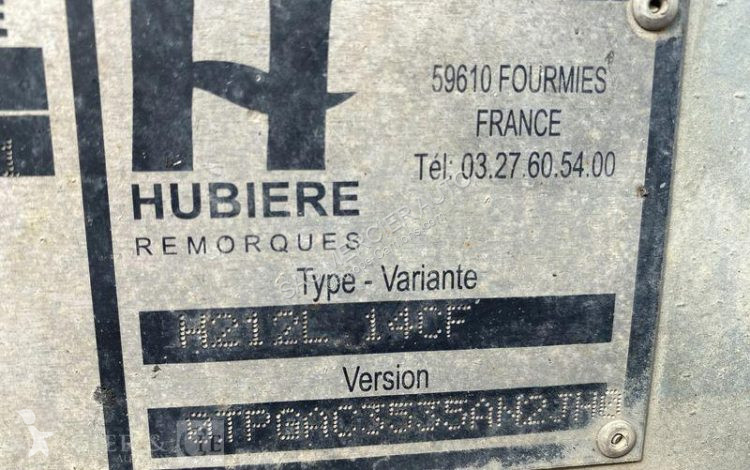 H
59610 FOURMIES
FRANCE
Tél: 03.27.60.54.00
HUBIERE
REMORQUES
Type - Variante
H212L 14CF
Version